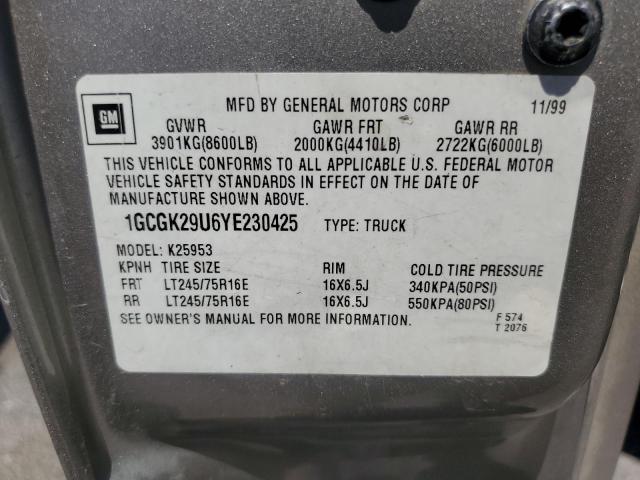 GM
MFD BY GENERAL MOTORS CORP 11/99
GVWR GAWR FRT GAWR RR
3901KG(8600LB) 2000KG(4410LB) 2722KG(6000LB)
THIS VEHICLE CONFORMS TO ALL APPLICABLE U.S. FEDERAL MOTOR
VEHICLE SAFETY STANDARDS IN EFFECT ON THE DATE OF
MANUFACTURE SHOWN ABOVE.
1GCGK29U6YE230425 TYPE: TRUCK
MODEL: K25953
KPNH TIRE SIZE RIM COLD TIRE PRESSURE
FRT LT245/75R16E 16X6.5J 340KPA(50PSI)
RR LT245/75R16E 16X6.5J 550KPA(80PSI)
SEE OWNER'S MANUAL FOR MORE INFORMATION.
F 574
T 2076